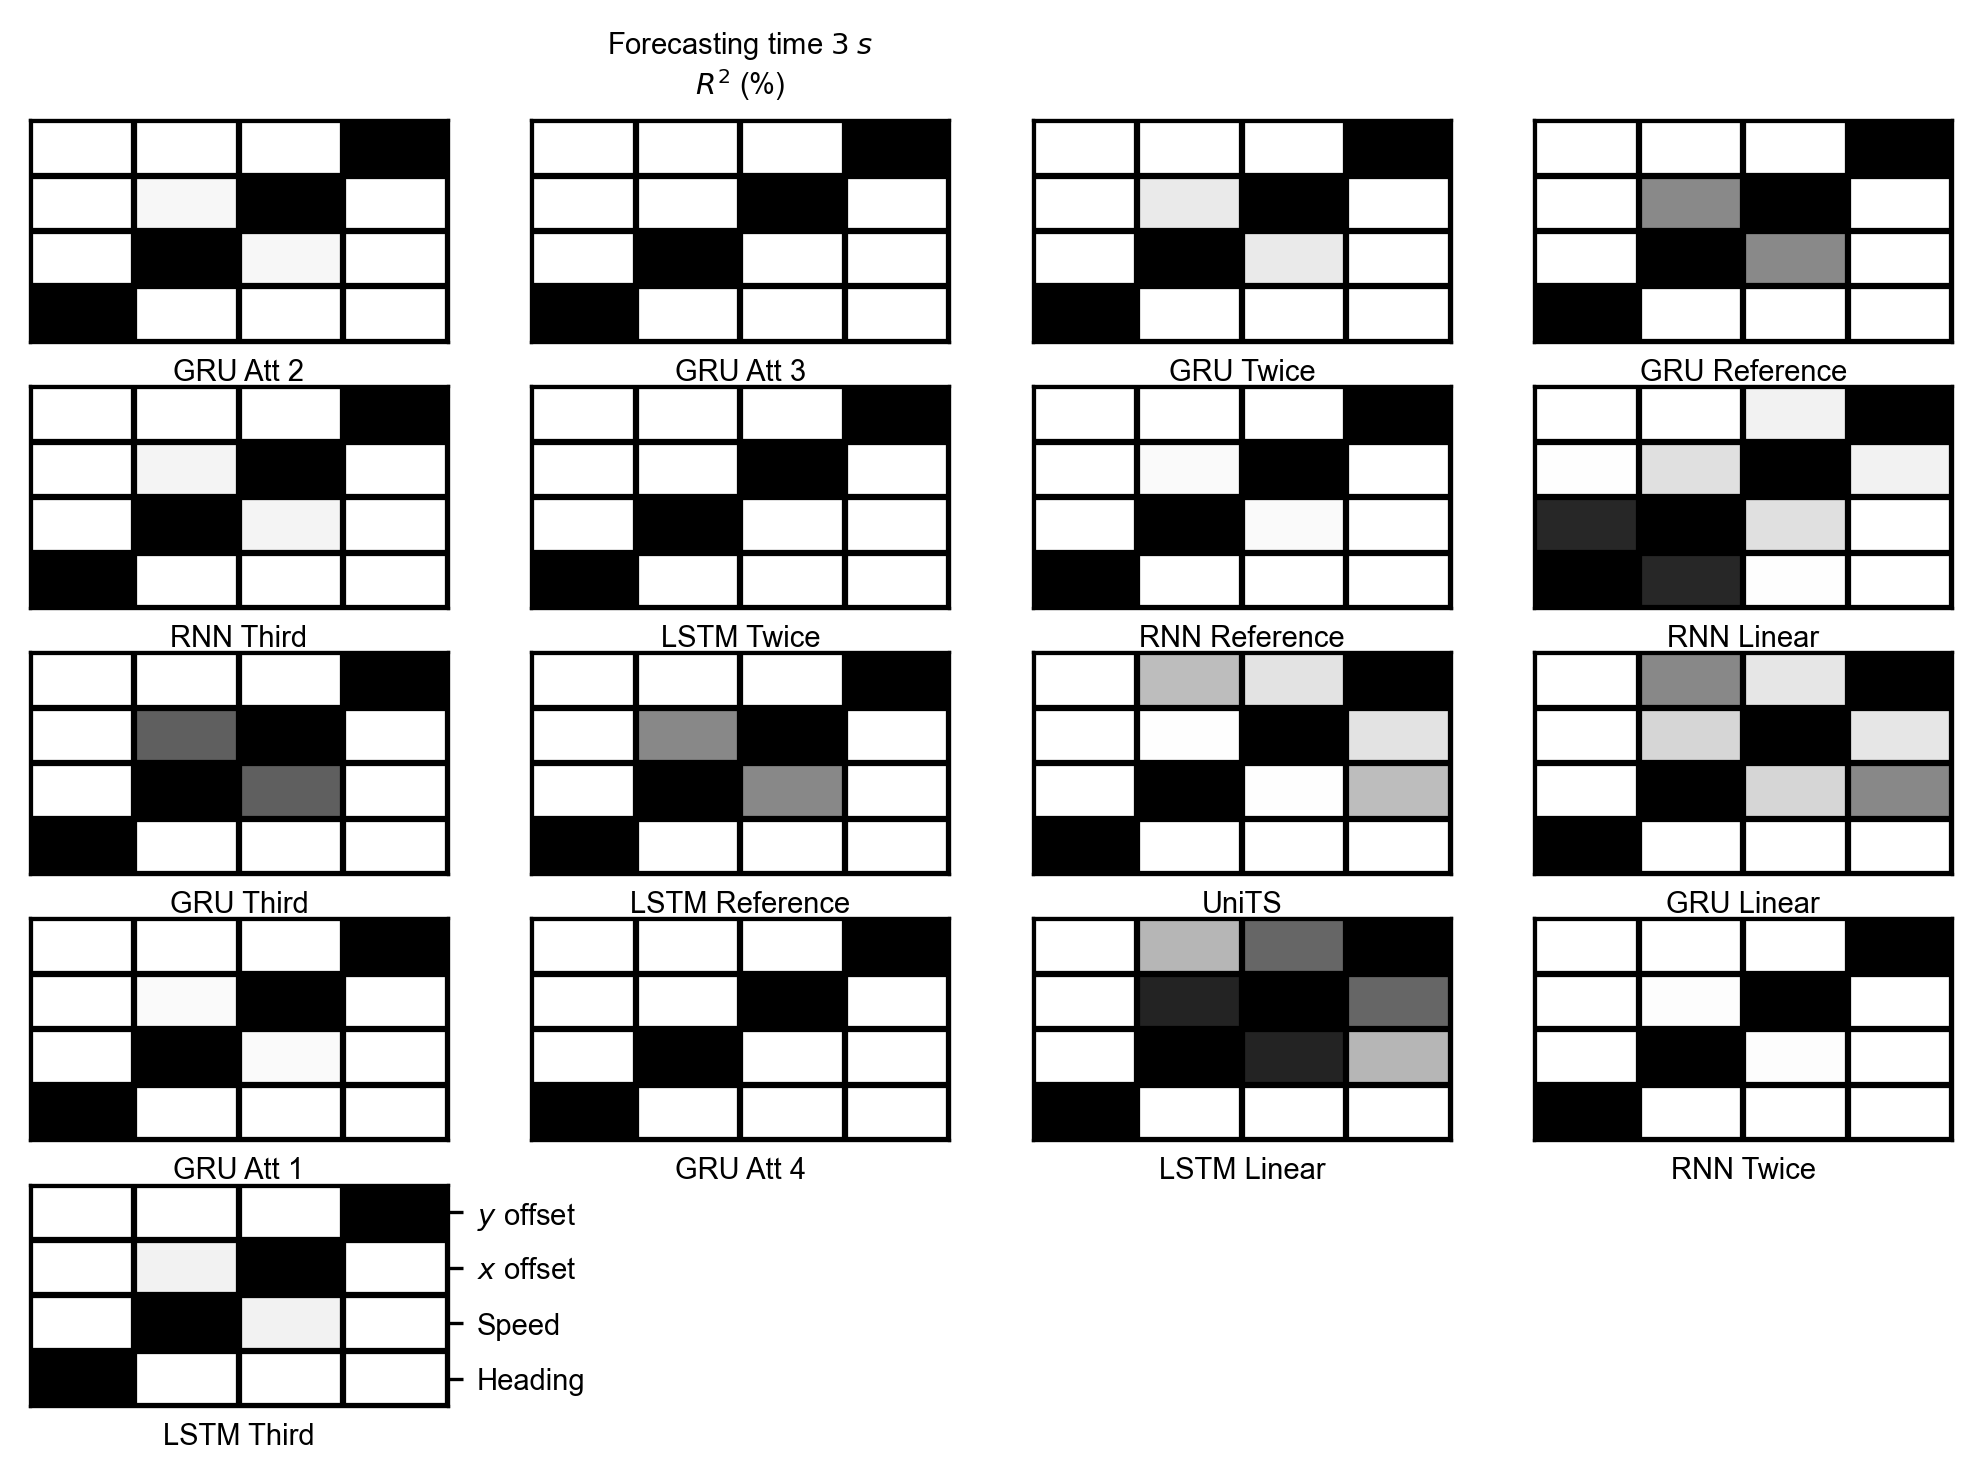 Forecasting time 3 s
R² (%)
GRU Att 2
GRU Att 3
GRU Twice
GRU Reference
RNN Third
LSTM Twice
RNN Reference
RNN Linear
GRU Third
LSTM Reference
UniTS
GRU Linear
GRU Att 1
GRU Att 4
LSTM Linear
RNN Twice
y offset
x offset
Speed
Heading
LSTM Third